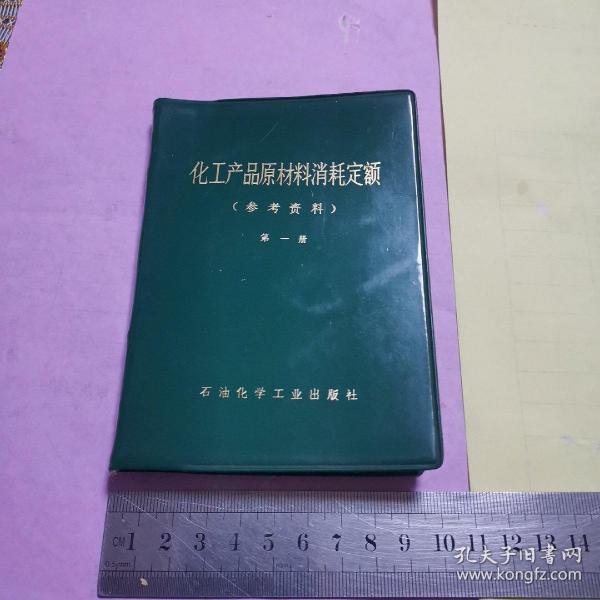 化工产品原材料消耗定额
（参考资料）
第一册
石油化学工业出版社
CM 1 2 3 4 5 6 7 8 9 10 11 12 13 14
0.5mm
孔夫子旧书网
www.kongfz.com